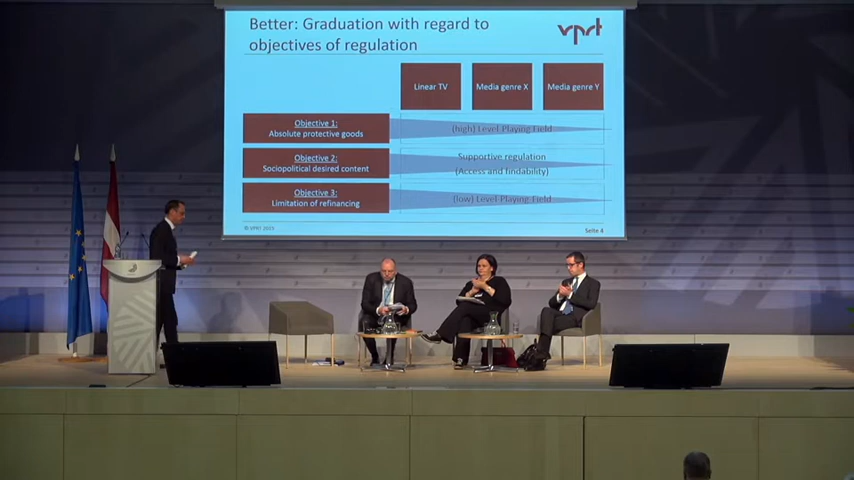 Better: Graduation with regard to
objectives of regulation
vprt
Linear TV
Media genre X
Media genre Y
Objective 1:
Absolute protective goods
(high) Level Playing Field
Objective 2:
Sociopolitical desired content
Supportive regulation
(Access and findability)
Objective 3:
Limitation of refinancing
(low) Level Playing Field
Seite 4